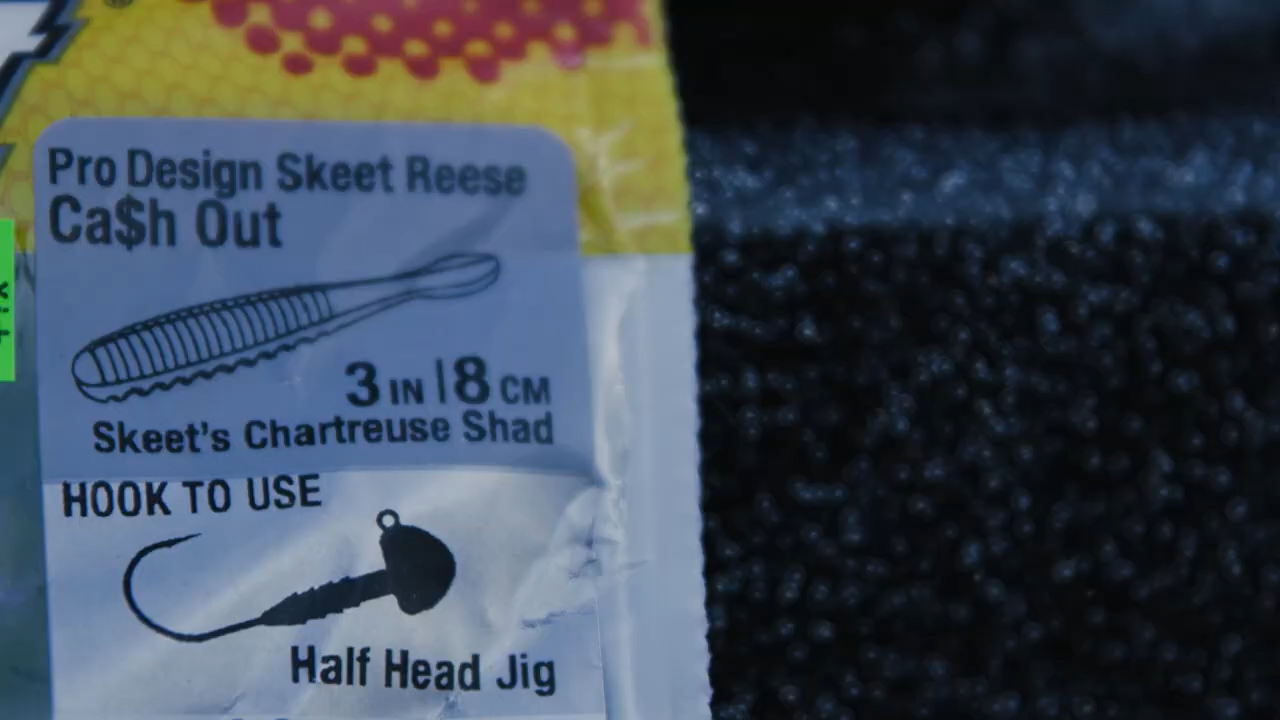 Pro Design Skeet Reese
Ca$h Out
3 IN | 8 CM
Skeet's Chartreuse Shad
HOOK TO USE
Half Head Jig